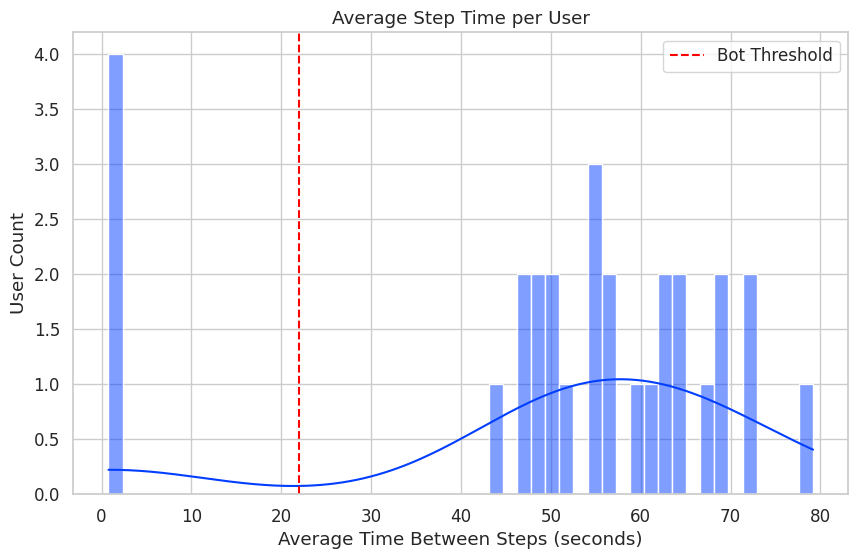 Average Step Time per User
Bot Threshold
User Count
4.0
3.5
3.0
2.5
2.0
1.5
1.0
0.5
0.0
0 10 20 30 40 50 60 70 80
Average Time Between Steps (seconds)